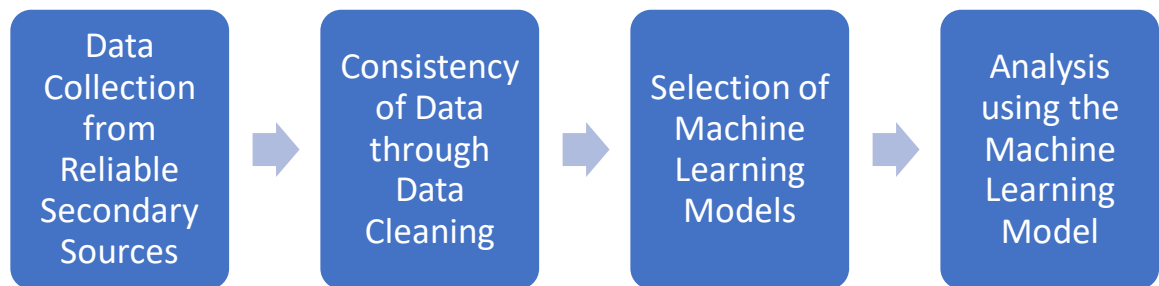 Data
Collection
from
Reliable
Secondary
Sources
Consistency
of Data
through
Data
Cleaning
Selection of
Machine
Learning
Models
Analysis
using the
Machine
Learning
Model